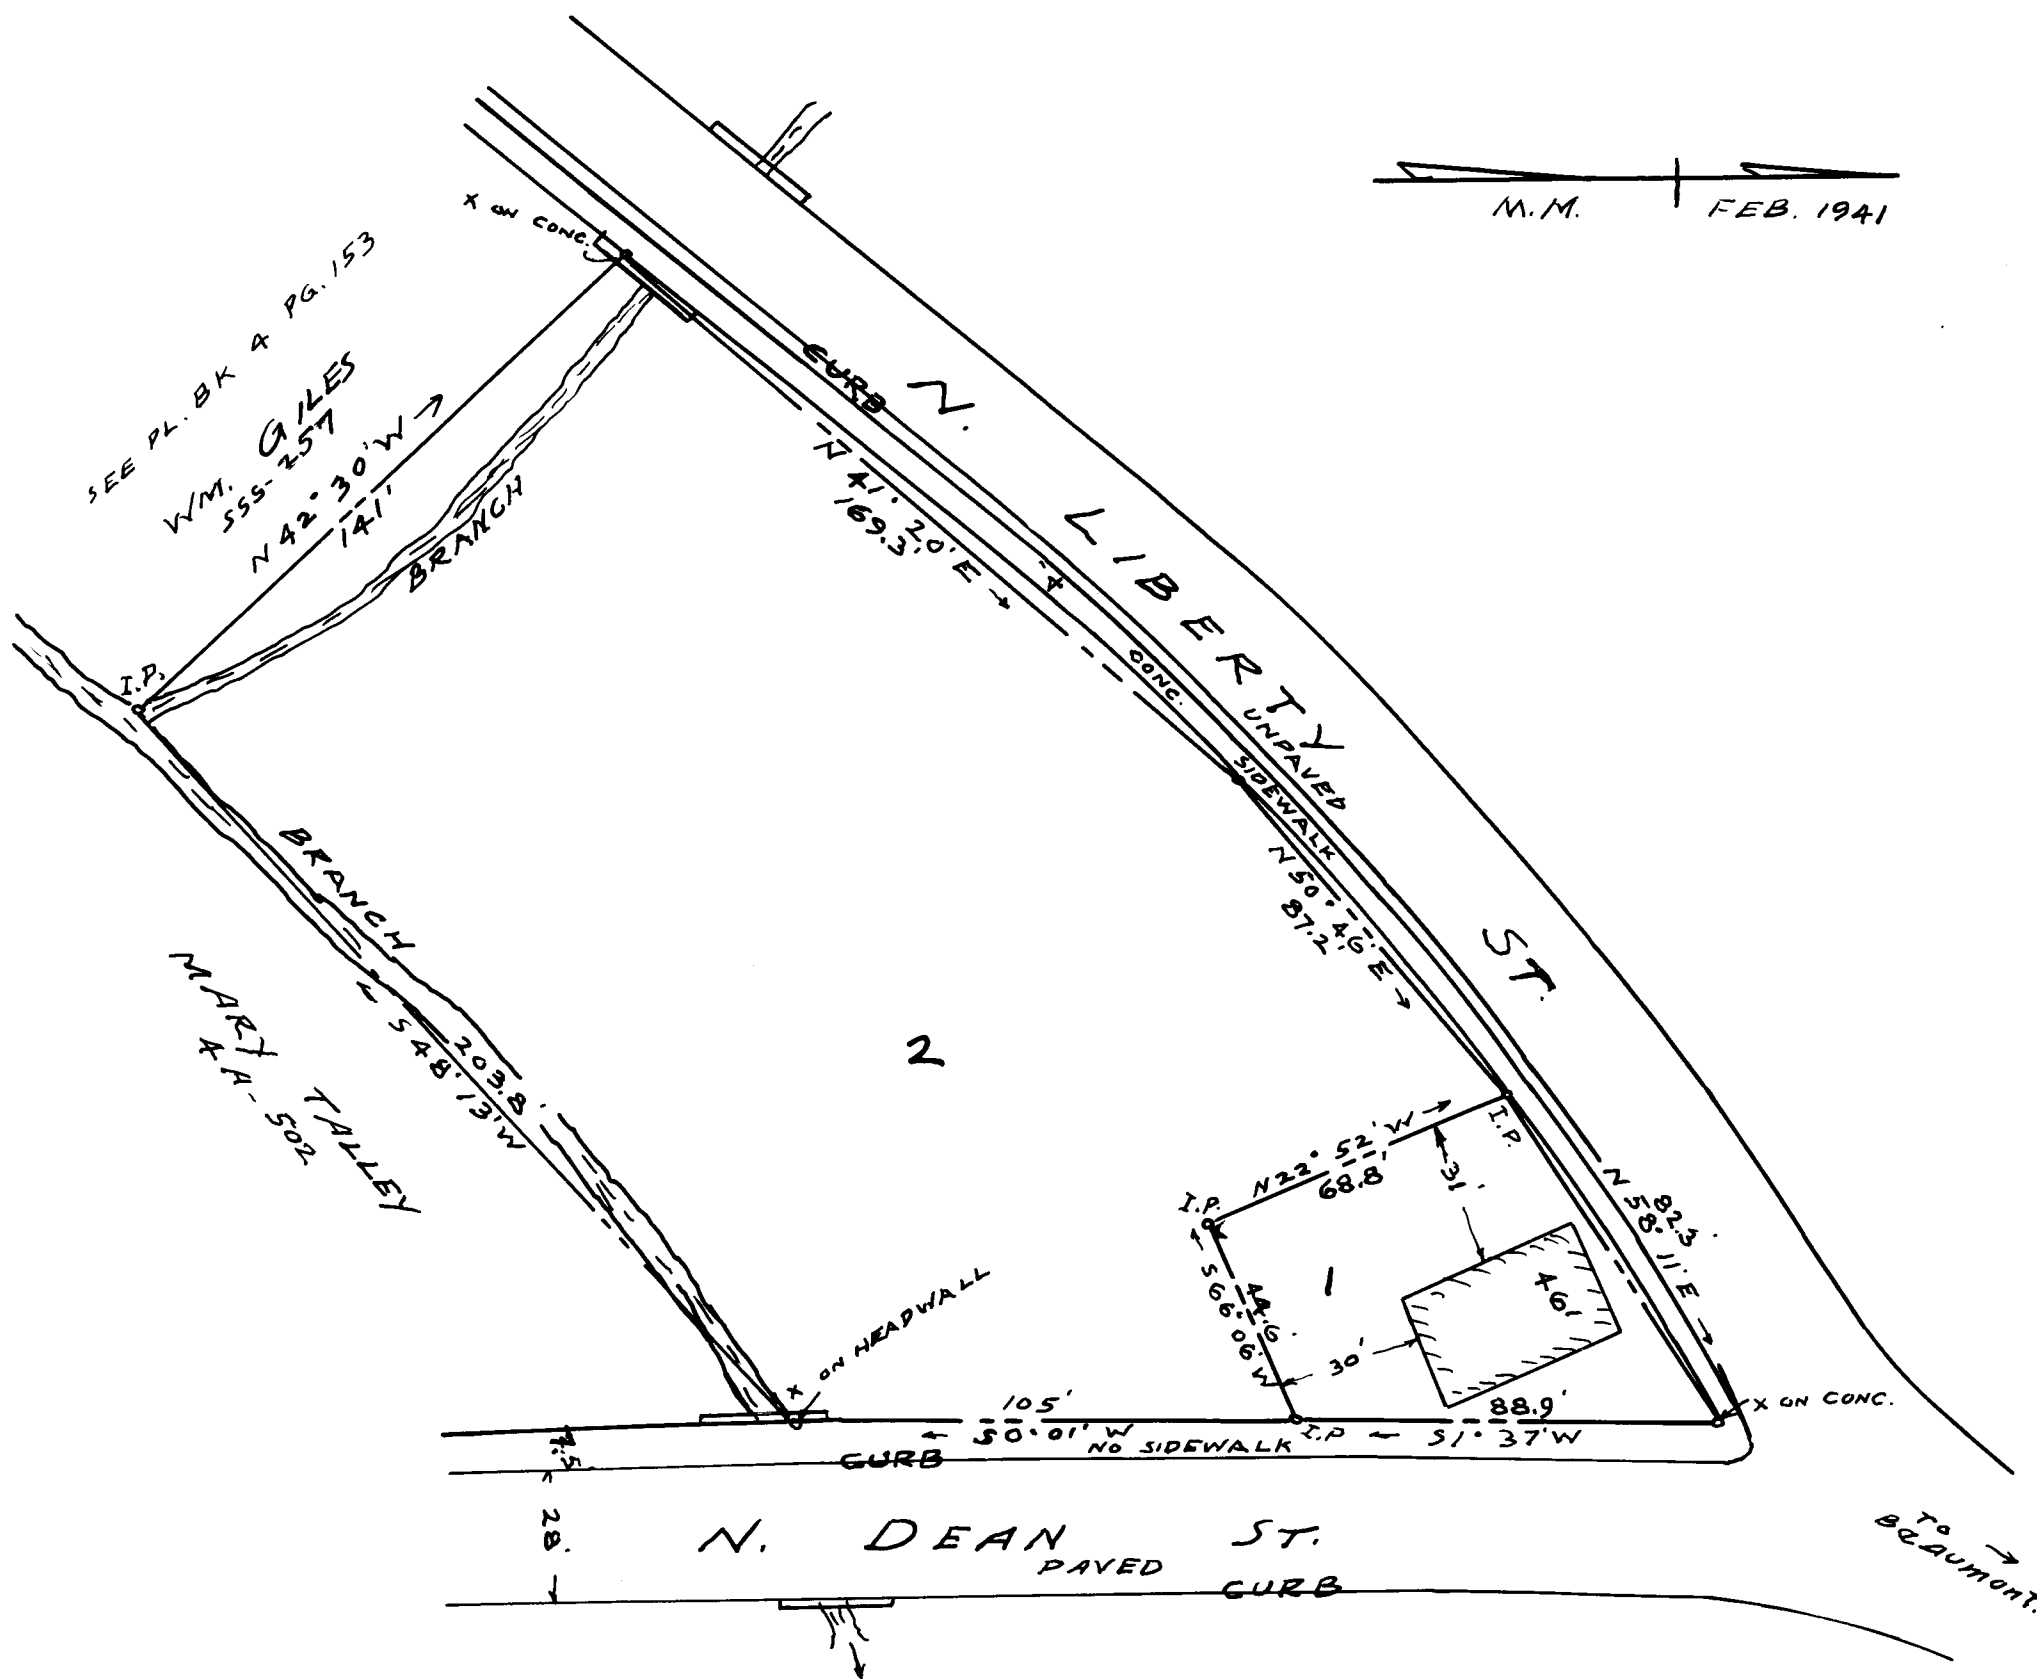 M.M.
FEB. 1941
X ON CONC.
SEE PL. BK 4 PG. 153
WM. GILES
555-257
N 42° 30' W →
141'
BRANCH
CURB
N. LIBERTY ST.
UNPAVED
N 41° 20' E →
169.3'
4'
CONC.
SIDEWALK
N 50° 46' E →
87.2'
I.P.
BRANCH
203.8'
← S 48° 13' W
MARY TALLEY
4 A-502
2
N 22° 52' W →
68.8'
I.P.
I.P.
31'
N 58° 11' E →
82.3'
44.6'
← S 66° 06' W
1
461
30'
X ON HEADWALL
105'
← S 0° 01' W
I.P.
88.9'
← S 1° 37' W
X ON CONC.
NO SIDEWALK
CURB
7.5
28'
N. DEAN ST.
PAVED
CURB
TO →
BEAUMONT.